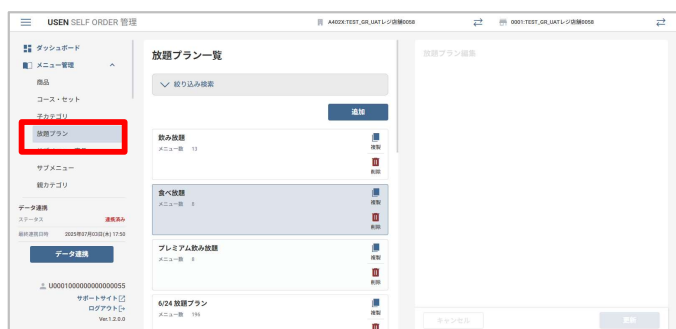 USEN SELF ORDER 管理
A402X:TEST_GR_UATレジ店舗0058
0001:TEST_GR_UATレジ店舗0058
ダッシュボード
メニュー管理
商品
コース・セット
子カテゴリ
放題プラン
サブメニュー
親カテゴリ
データ連携
ステータス 連携済み
最終連携日時 2025年07月03日(木) 17:50
データ連携
U0001000000000000055
サポートサイト
ログアウト
Ver.1.2.0.0
放題プラン一覧
絞り込み検索
追加
飲み放題
メニュー数 13
複製
削除
食べ放題
メニュー数 8
複製
削除
プレミアム飲み放題
メニュー数 8
複製
削除
6/24 放題プラン
メニュー数 196
複製
放題プラン編集
キャンセル
更新